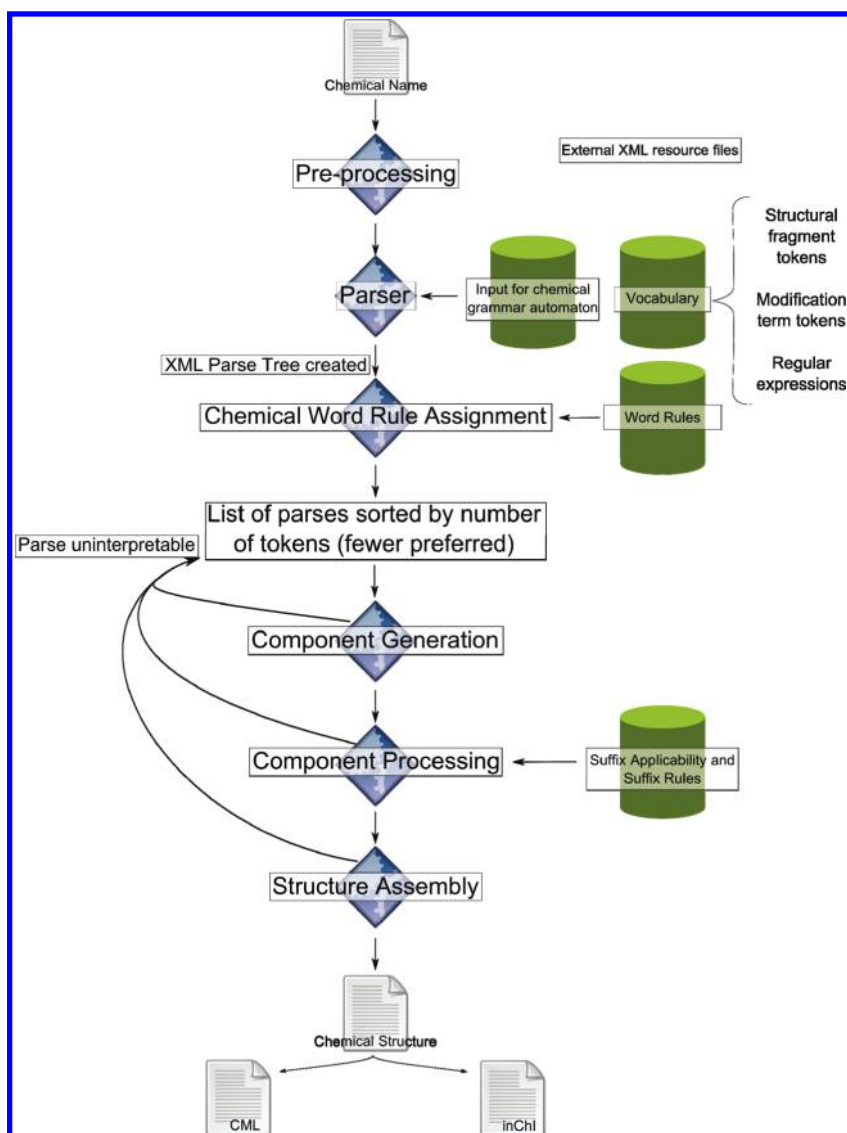 Chemical Name
Pre-processing
External XML resource files
Parser
Input for chemical
grammar automaton
Vocabulary
Structural
fragment
tokens
Modification
term tokens
Regular
expressions
XML Parse Tree created
Chemical Word Rule Assignment
Word Rules
List of parses sorted by number
of tokens (fewer preferred)
Parse uninterpretable
Component Generation
Component Processing
Suffix Applicability and
Suffix Rules
Structure Assembly
Chemical Structure
CML
inChI